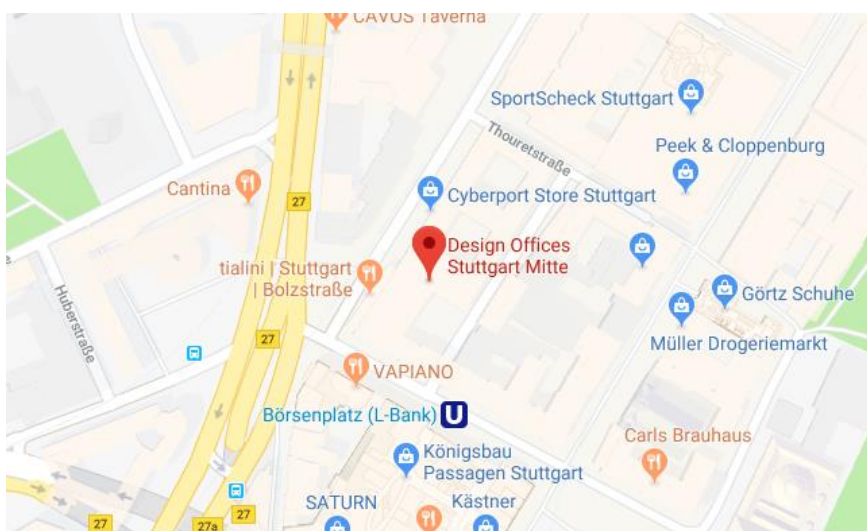 CAVOS Taverna
SportScheck Stuttgart
Thouretstraße
Peek & Cloppenburg
Cantina
Cyberport Store Stuttgart
27
Design Offices
Stuttgart Mitte
tialini | Stuttgart
| Bolzstraße
Görtz Schuhe
Huberstraße
27
Müller Drogeriemarkt
VAPIANO
Börsenplatz (L-Bank) U
Carls Brauhaus
Königsbau
Passagen Stuttgart
SATURN
Kästner
27
27a
27